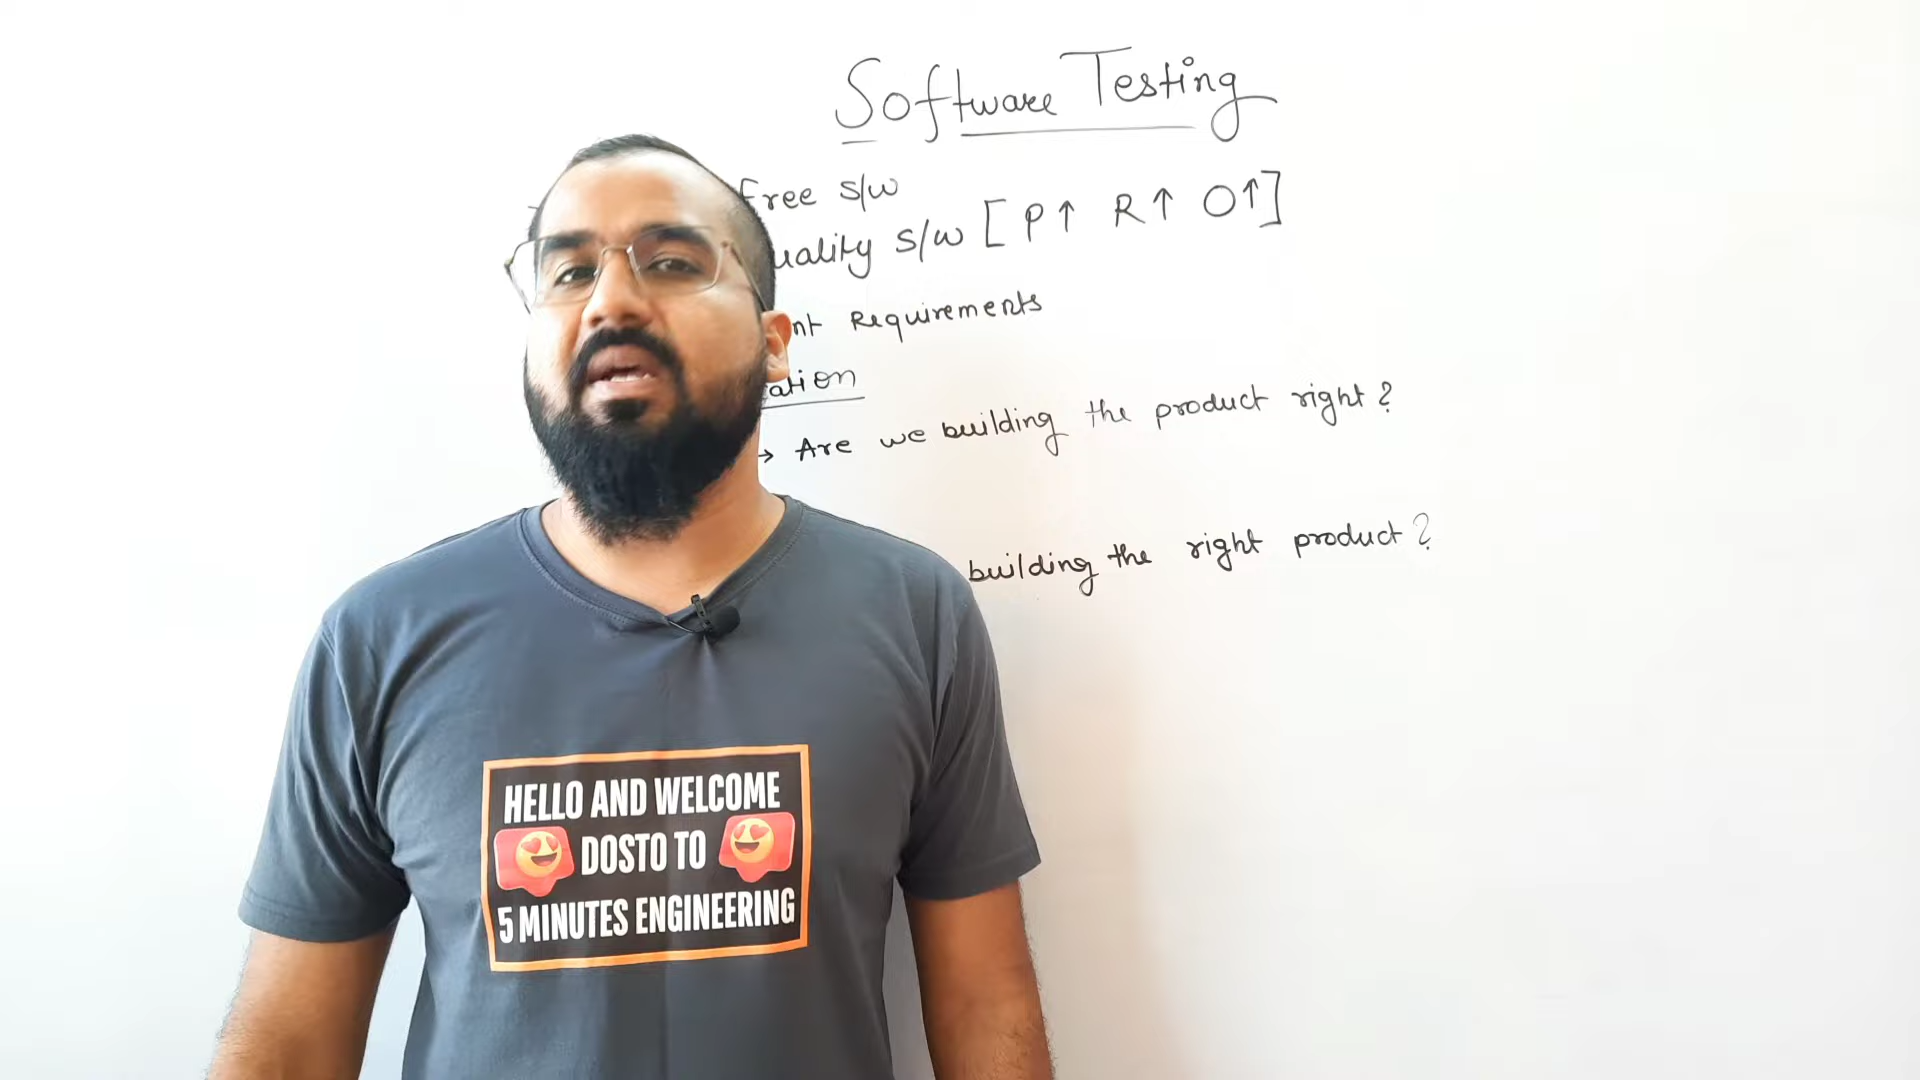 Software Testing
free s/w
uality s/w [ P↑ R↑ O↑]
nt Requirements
ation
→ Are we building the product right?
building the right product?
HELLO AND WELCOME
DOSTO TO
5 MINUTES ENGINEERING